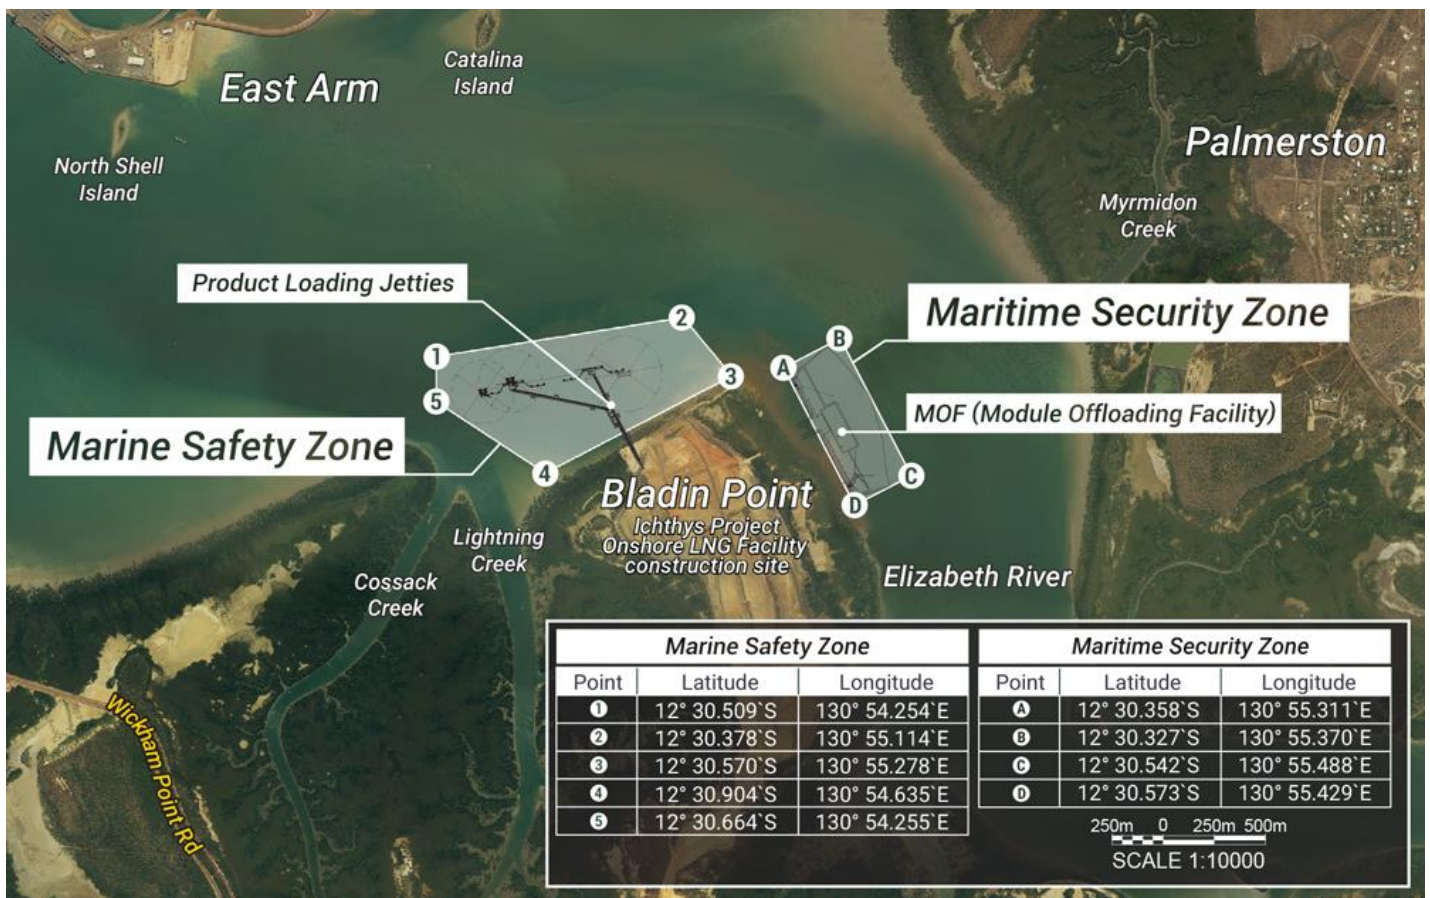 Catalina
Island
East Arm
North Shell
Island
Palmerston
Myrmidon
Creek
Product Loading Jetties
Maritime Security Zone
1
2
3
4
5
A
B
C
D
MOF (Module Offloading Facility)
Marine Safety Zone
Bladin Point
Ichthys Project
Onshore LNG Facility
construction site
Lightning
Creek
Cossack
Creek
Elizabeth River
Wickham Point Rd
Marine Safety Zone
Point Latitude Longitude
1 12° 30.509`S 130° 54.254`E
2 12° 30.378`S 130° 55.114`E
3 12° 30.570`S 130° 55.278`E
4 12° 30.904`S 130° 54.635`E
5 12° 30.664`S 130° 54.255`E
Maritime Security Zone
Point Latitude Longitude
A 12° 30.358`S 130° 55.311`E
B 12° 30.327`S 130° 55.370`E
C 12° 30.542`S 130° 55.488`E
D 12° 30.573`S 130° 55.429`E
250m 0 250m 500m
SCALE 1:10000